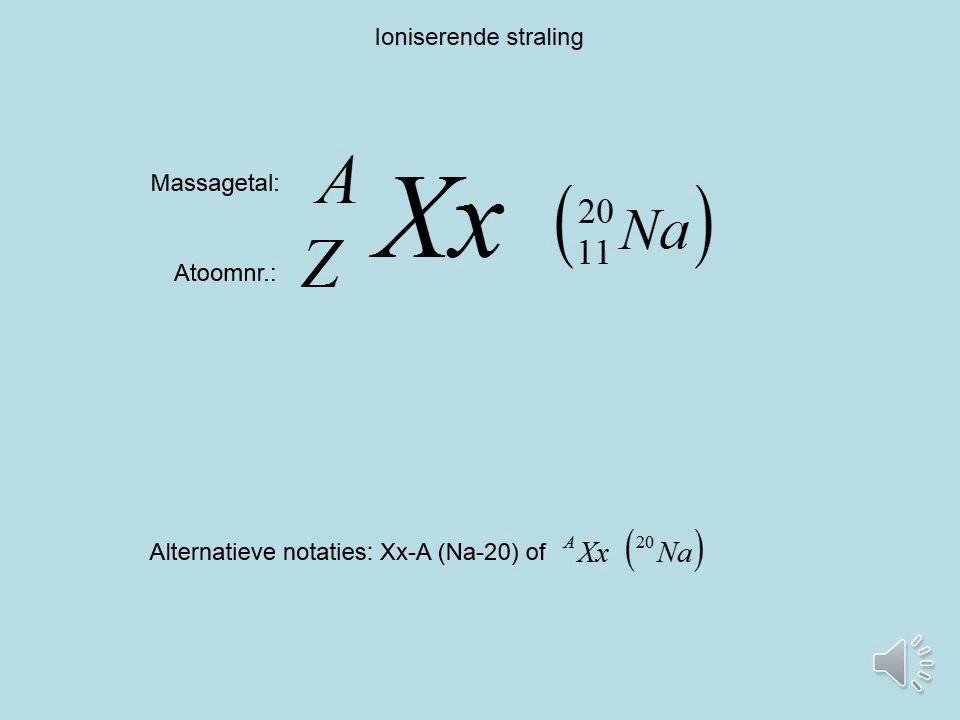 Ioniserende straling
Massagetal: A
Xx (20 11 Na)
Atoomnr.: Z
Alternatieve notaties: Xx-A (Na-20) of ᴬXx (²⁰Na)